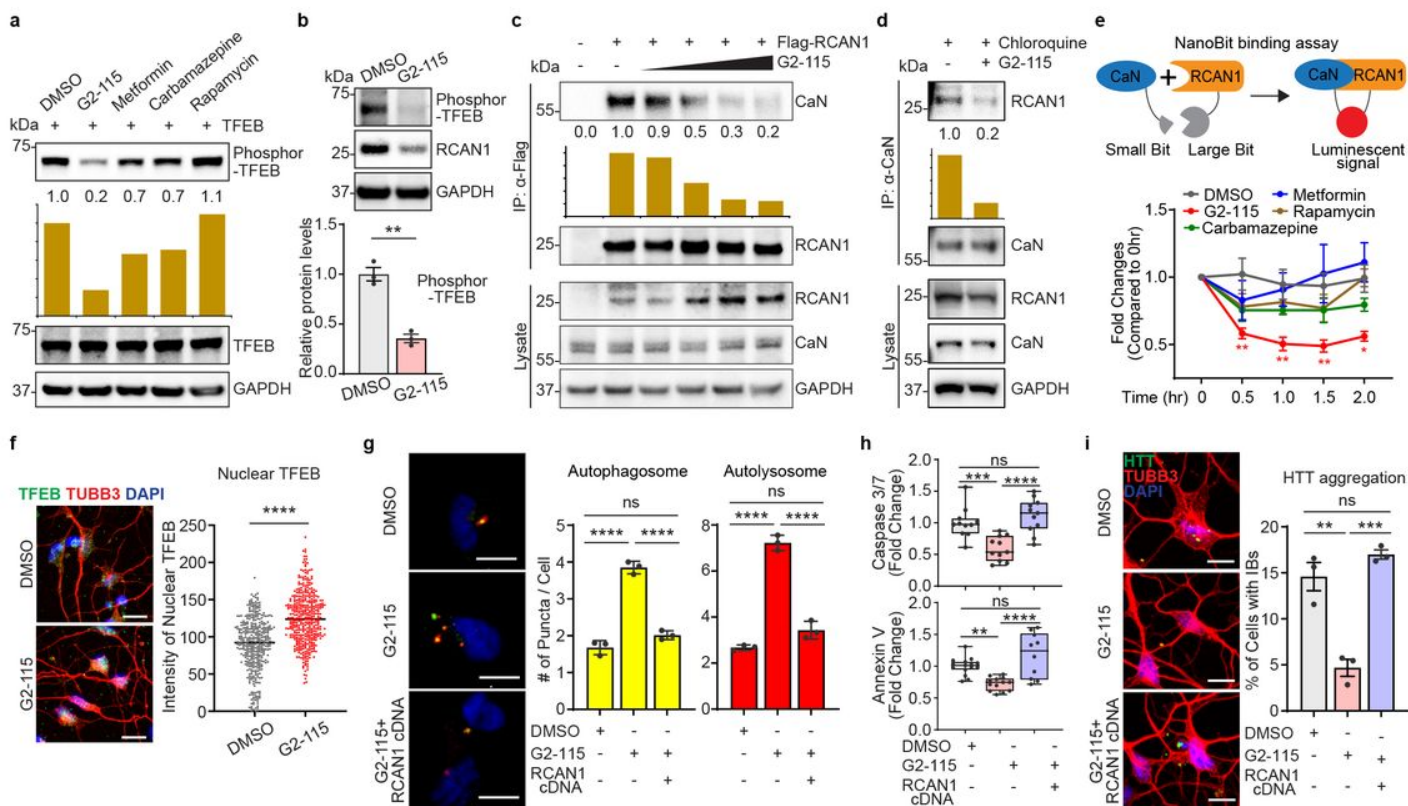 a
DMSO
G2-115
Metformin
Carbamazepine
Rapamycin
kDa
+ + + + + TFEB
75
Phosphor
-TFEB
1.0 0.2 0.7 0.7 1.1
75
TFEB
37
GAPDH
b
kDa
DMSO
G2-115
75
Phosphor
-TFEB
25
RCAN1
37
GAPDH
Relative protein levels
1.5
1.0
0.5
0.0
**
Phosphor
-TFEB
DMSO
G2-115
c
- + + + + + Flag-RCAN1
- - G2-115
kDa
IP: α-Flag
55
CaN
0.0 1.0 0.9 0.5 0.3 0.2
25
RCAN1
Lysate
25
RCAN1
55
CaN
37
GAPDH
d
+ + Chloroquine
- + G2-115
kDa
IP: α-CaN
25
RCAN1
1.0 0.2
55
CaN
Lysate
25
RCAN1
55
CaN
37
GAPDH
e
NanoBit binding assay
CaN + RCAN1
CaN RCAN1
Small Bit
Large Bit
Luminescent
signal
DMSO
G2-115
Metformin
Rapamycin
Carbamazepine
Fold Changes
(Compared to 0hr)
1.5
1.0
0.5
** ** ** *
Time (hr) 0 0.5 1.0 1.5 2.0
f
TFEB TUBB3 DAPI
DMSO
G2-115
Nuclear TFEB
****
Intensity of Nuclear TFEB
250
200
150
100
50
0
DMSO
G2-115
g
DMSO
G2-115
G2-115+
RCAN1 cDNA
Autophagosome
ns
**** ****
# of Puncta / Cell
6
4
2
0
Autolysosome
ns
**** ****
9
6
3
0
DMSO
G2-115
RCAN1
cDNA
+ - -
- + +
- - +
+ - -
- + +
- - +
h
Caspase 3/7
(Fold Change)
2.0
1.5
1.0
0.5
0.0
ns
*** ****
Annexin V
(Fold Change)
2.0
1.5
1.0
0.5
0.0
ns
** ****
DMSO + - -
G2-115 - + +
RCAN1
cDNA - - +
i
HTT
TUBB3
DAPI
DMSO
G2-115
G2-115+
RCAN1 cDNA
HTT aggregation
ns
** ***
% of Cells with IBs
20
15
10
5
0
DMSO + - -
G2-115 - + +
RCAN1
cDNA - - +